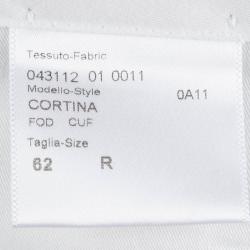 Tessuto-Fabric
043112 01 0011
Modello-Style 0A11
CORTINA
FOD CUF
Taglia-Size
62 R